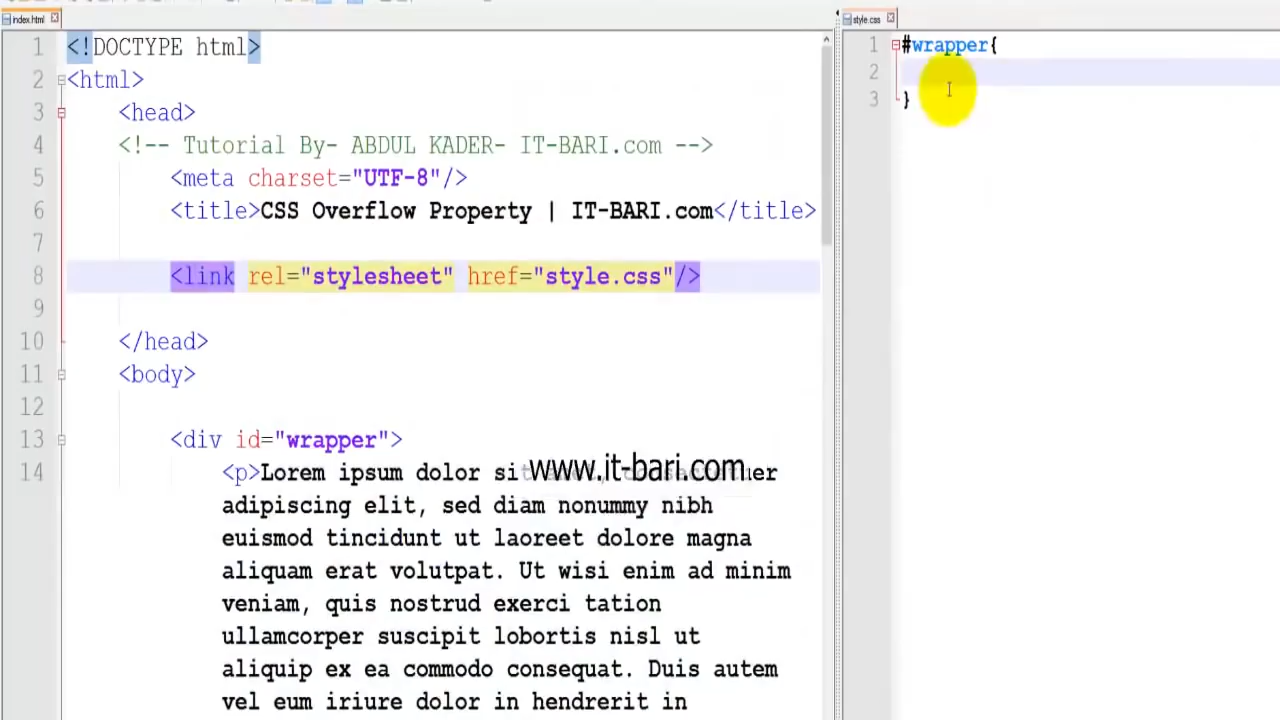 index.html
style.css
1 <!DOCTYPE html>
2 <html>
3 <head>
4 <!-- Tutorial By- ABDUL KADER- IT-BARI.com -->
5 <meta charset="UTF-8"/>
6 <title>CSS Overflow Property | IT-BARI.com</title>
7
8 <link rel="stylesheet" href="style.css"/>
9
10 </head>
11 <body>
12
13 <div id="wrapper">
14 <p>Lorem ipsum dolor sit
www.it-bari.com
adipiscing elit, sed diam nonummy nibh
euismod tincidunt ut laoreet dolore magna
aliquam erat volutpat. Ut wisi enim ad minim
veniam, quis nostrud exerci tation
ullamcorper suscipit lobortis nisl ut
aliquip ex ea commodo consequat. Duis autem
vel eum iriure dolor in hendrerit in
1 #wrapper{
2
3 }